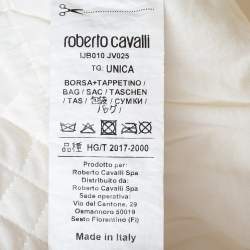 roberto cavalli
IJB010 JV025
TG: UNICA
BORSA+TAPPETINO /
BAG / SAC / TASCHEN
/ TAS / 包袋 / СУМКИ /
バッグ /
品種 HG/T 2017-2000
Prodotto per:
Roberto Cavalli Spa
Distribuito da:
Roberto Cavalli Spa
Sede operativa:
Via del Cantone, 29
Osmannoro 50019
Sesto Fiorentino (Fi)
Made in Italy